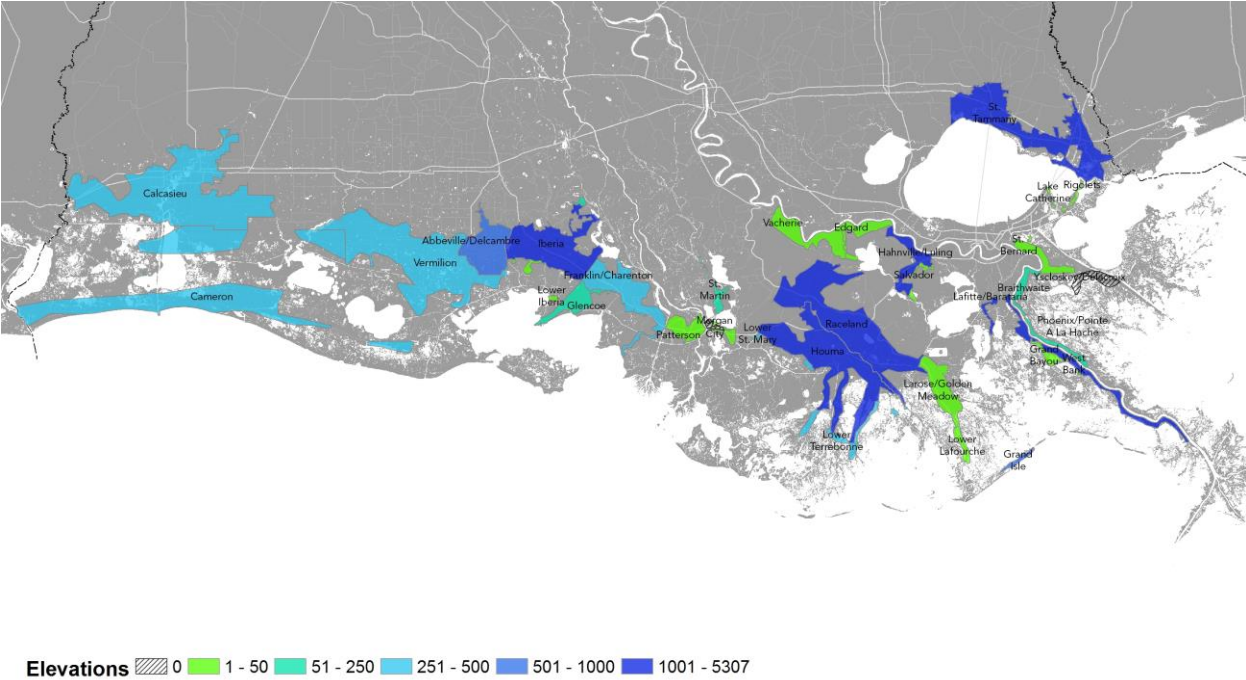 St.
Tammany
Calcasieu
Lake
Catherine
Rigolets
Vacherie
Edgard
Abbeville/Delcambre
Iberia
St.
Bernard
Hahnville/Luling
Vermilion
Franklin/Charenton
Salvador
Yscloskey/Delacroix
Braithwaite
St.
Martin
Lower
Iberia
Cameron
Glencoe
Lafitte/Barataria
Morgan
City
Raceland
Phoenix/Pointe
A La Hache
Patterson
Lower
St. Mary
Houma
Grand
Bayou
West
Bank
Larose/Golden
Meadow
Lower
Terrebonne
Lower
Lafourche
Grand
Isle
Elevations 0 1 - 50 51 - 250 251 - 500 501 - 1000 1001 - 5307